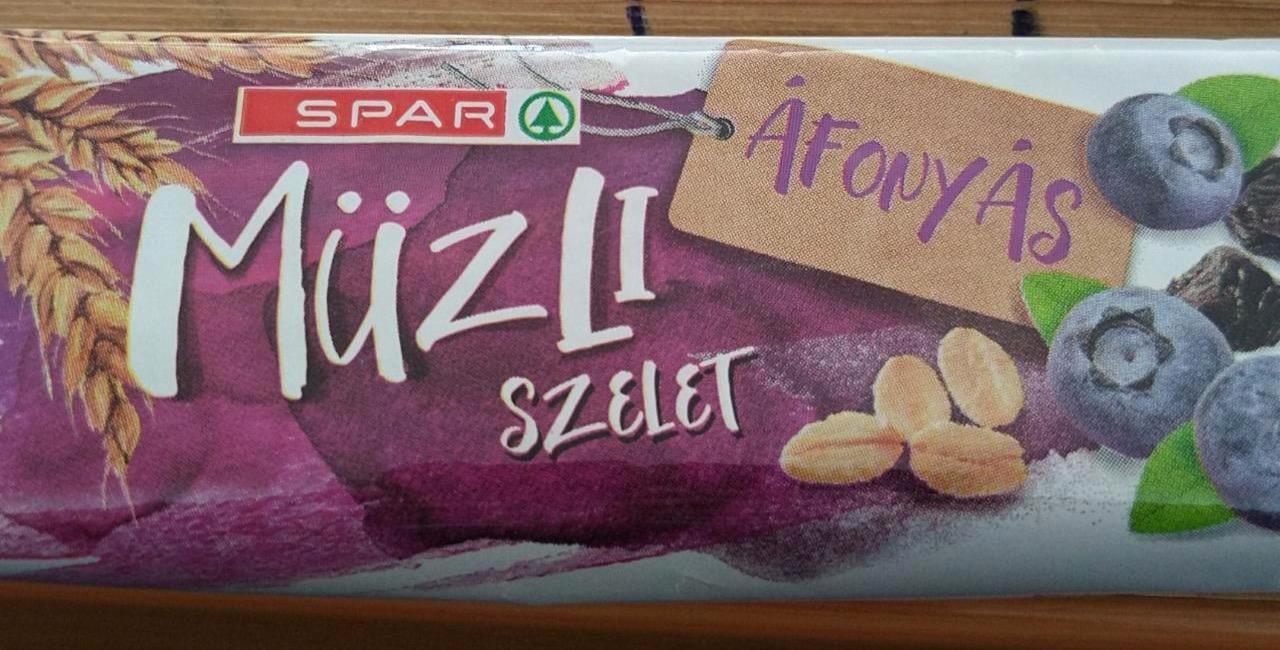 SPAR
MüZLI
SZELET
ÁFONYÁS